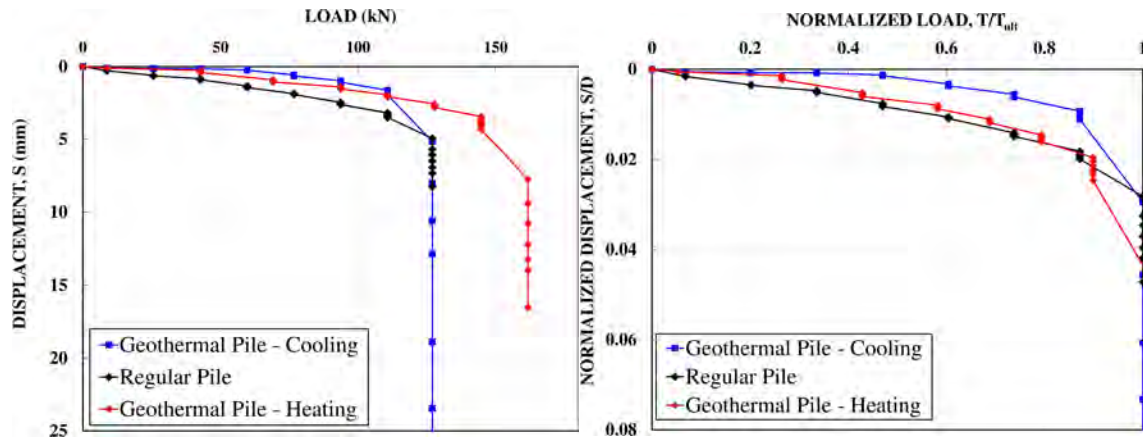 LOAD (kN)
0 50 100 150
0
5
10
15
20
25
DISPLACEMENT, S (mm)
Geothermal Pile - Cooling
Regular Pile
Geothermal Pile - Heating
NORMALIZED LOAD, T/Tult
0 0.2 0.4 0.6 0.8 1
0
0.02
0.04
0.06
0.08
NORMALIZED DISPLACEMENT, S/D
Geothermal Pile - Cooling
Regular Pile
Geothermal Pile - Heating